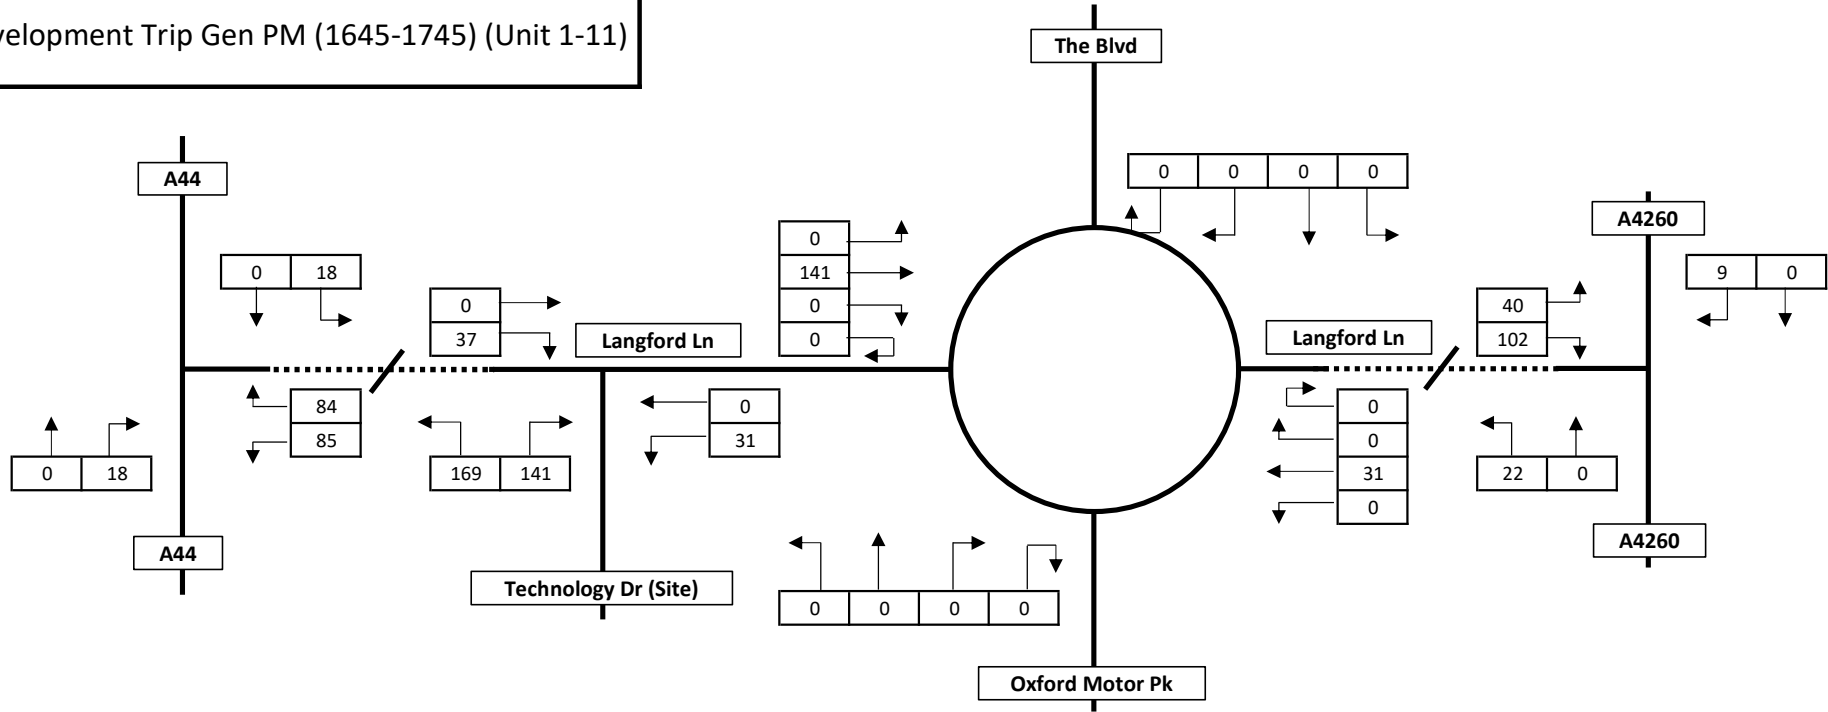 velopment Trip Gen PM (1645-1745) (Unit 1-11)
The Blvd
A44
0 0 0 0
A4260
0 18
0
141
0
0
9 0
0
37
40
102
Langford Ln
Langford Ln
84
85
0
31
0
0
31
0
0 18
169 141
22 0
A44
A4260
Technology Dr (Site)
0 0 0 0
Oxford Motor Pk